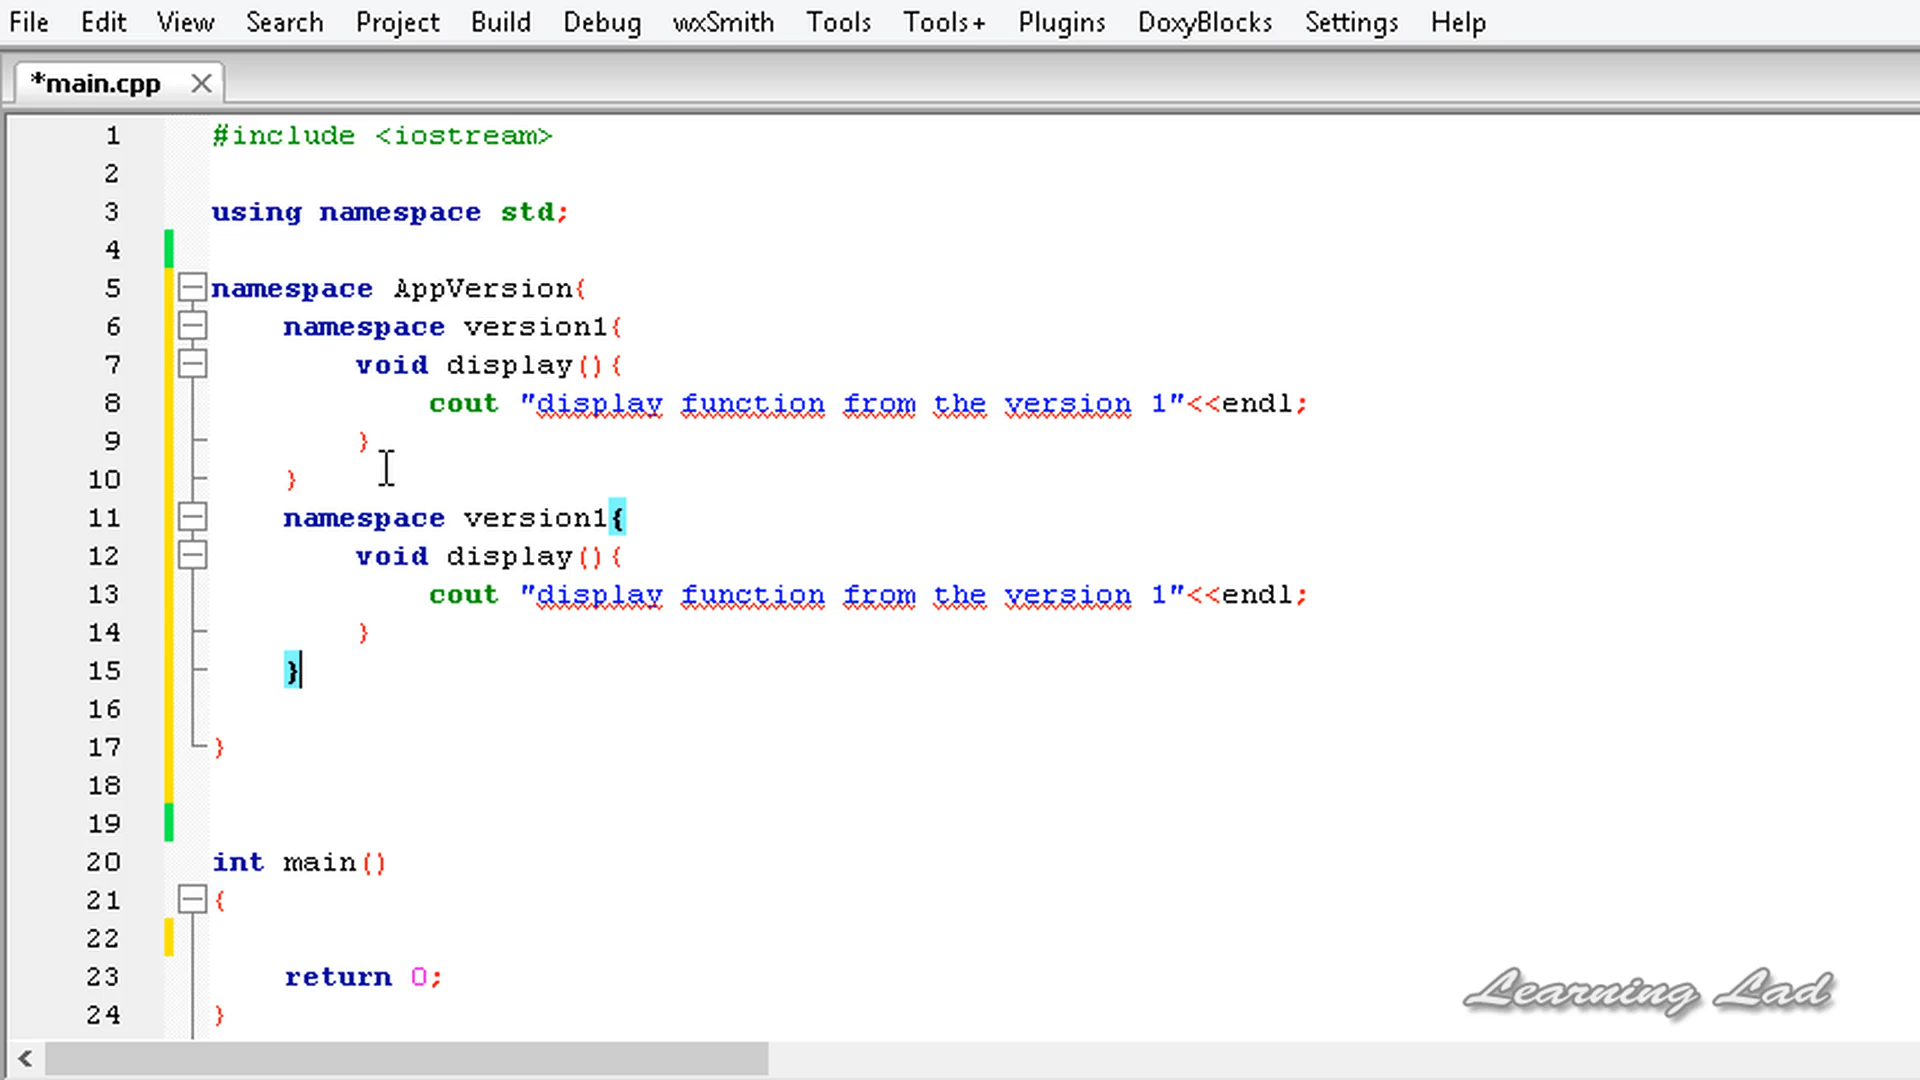 File Edit View Search Project Build Debug wxSmith Tools Tools+ Plugins DoxyBlocks Settings Help
*main.cpp
1 #include <iostream>
2
3 using namespace std;
4
5 namespace AppVersion{
6 namespace version1{
7 void display(){
8 cout "display function from the version 1"<<endl;
9 }
10 }
11 namespace version1{
12 void display(){
13 cout "display function from the version 1"<<endl;
14 }
15 }
16
17 }
18
19
20 int main()
21 {
22
23 return 0;
24 }
Learning Lad